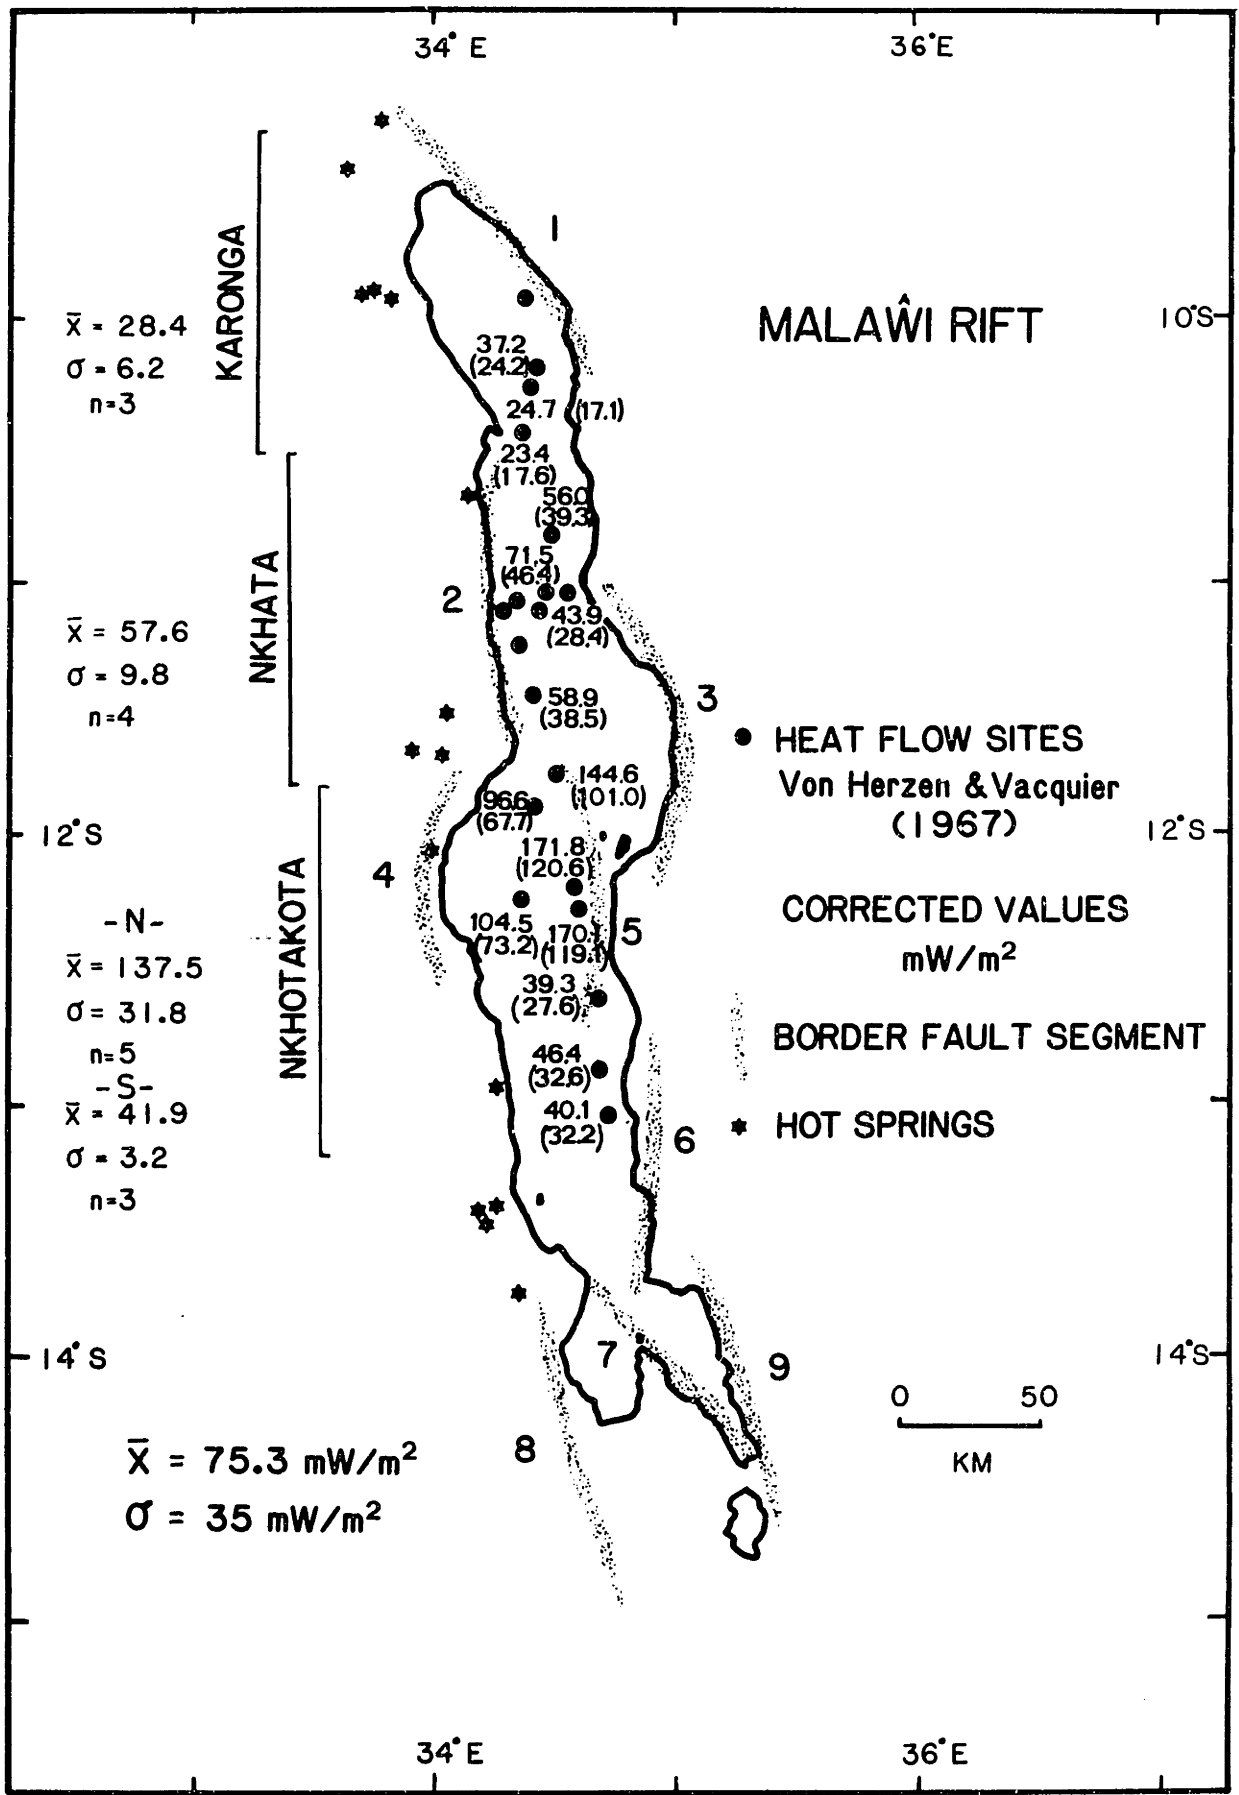 34° E
36°E
KARONGA
1
MALAŴI RIFT
10°S
x̄ = 28.4
σ = 6.2
n=3
37.2
(24.2)
24.7 (17.1)
23.4
(17.6)
56.0
(39.3)
NKHATA
71.5
(46.4)
2
43.9
(28.4)
x̄ = 57.6
σ = 9.8
n=4
58.9
(38.5)
3
HEAT FLOW SITES
Von Herzen & Vacquier
(1967)
144.6
(101.0)
96.6
(67.7)
12°S
12°S
171.8
(120.6)
4
NKHOTAKOTA
CORRECTED VALUES
mW/m²
104.5
(73.2)
170.1
(119.1)
5
-N-
x̄ = 137.5
σ = 31.8
n=5
-S-
x̄ = 41.9
σ = 3.2
n=3
39.3
(27.6)
BORDER FAULT SEGMENT
46.4
(32.6)
40.1
(32.2)
6
HOT SPRINGS
14°S
14°S
7
9
8
0 50
KM
x̄ = 75.3 mW/m²
σ = 35 mW/m²
34°E
36°E